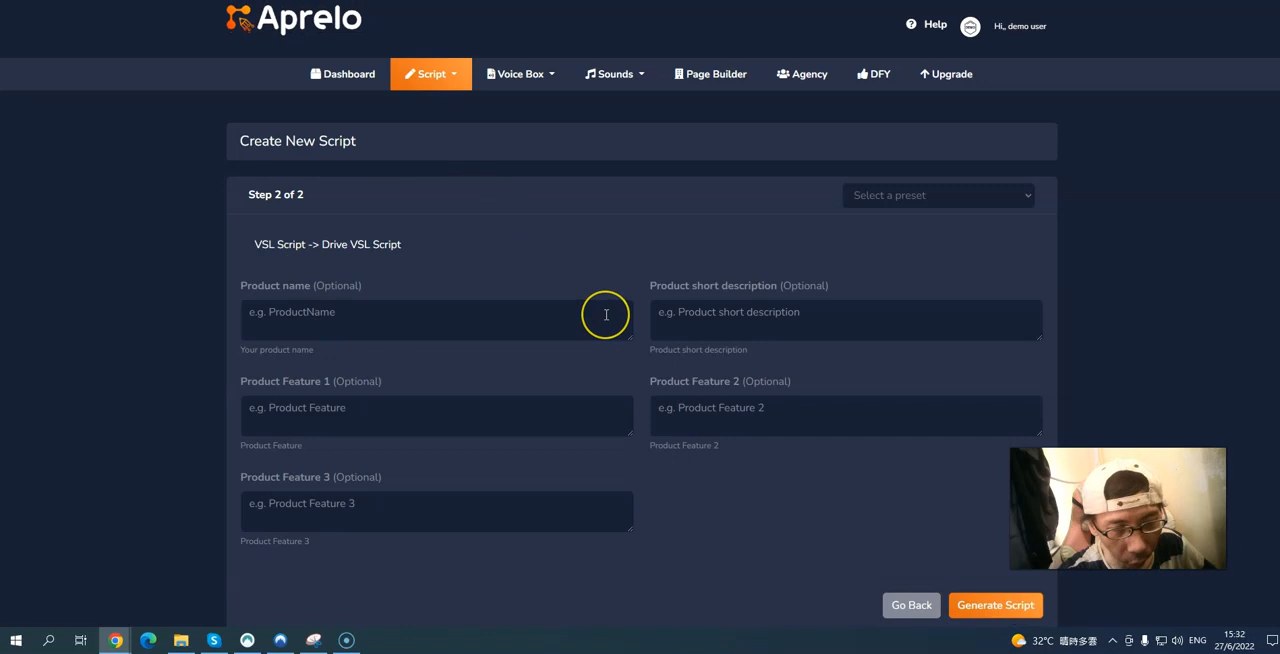 Aprelo
Help
Hi,, demo user
Dashboard
Script
Voice Box
Sounds
Page Builder
Agency
DFY
Upgrade
Create New Script
Step 2 of 2
Select a preset
VSL Script -> Drive VSL Script
Product name (Optional)
Product short description (Optional)
e.g. ProductName
e.g. Product short description
Your product name
Product short description
Product Feature 1 (Optional)
Product Feature 2 (Optional)
e.g. Product Feature
e.g. Product Feature 2
Product Feature
Product Feature 2
Product Feature 3 (Optional)
e.g. Product Feature 3
Product Feature 3
Go Back
Generate Script
32°C 晴時多雲
ENG
15:32
27/6/2022